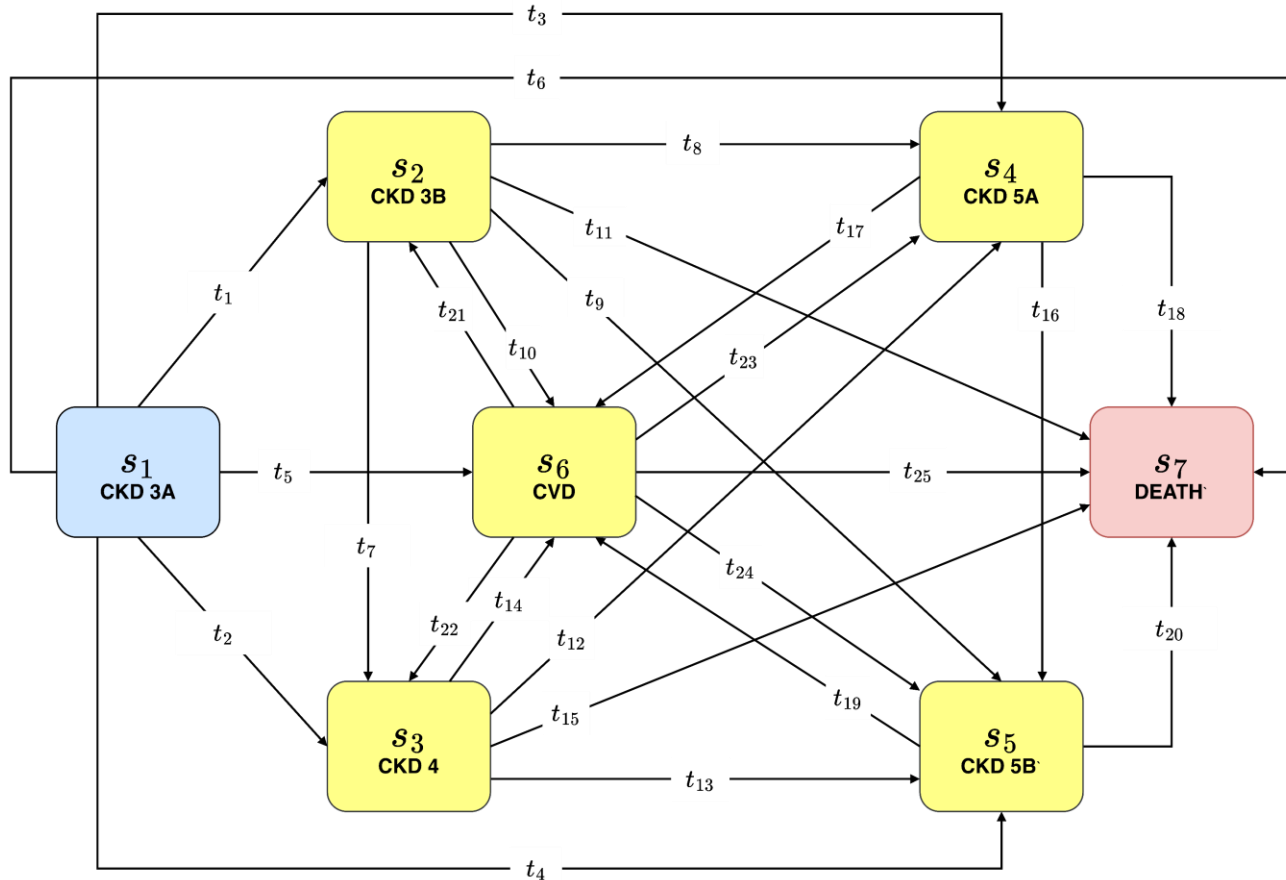 t₃
t₆
s₂
CKD 3B
t₈
s₄
CKD 5A
t₁₁
t₁₇
t₁
t₂₁
t₁₀
t₉
t₂₃
t₁₆
t₁₈
s₁
CKD 3A
t₅
s₆
CVD
t₂₅
s₇
DEATH`
t₇
t₂
t₂₂
t₁₄
t₁₂
t₂₄
t₂₀
t₁₅
t₁₉
s₃
CKD 4
t₁₃
s₅
CKD 5B`
t₄